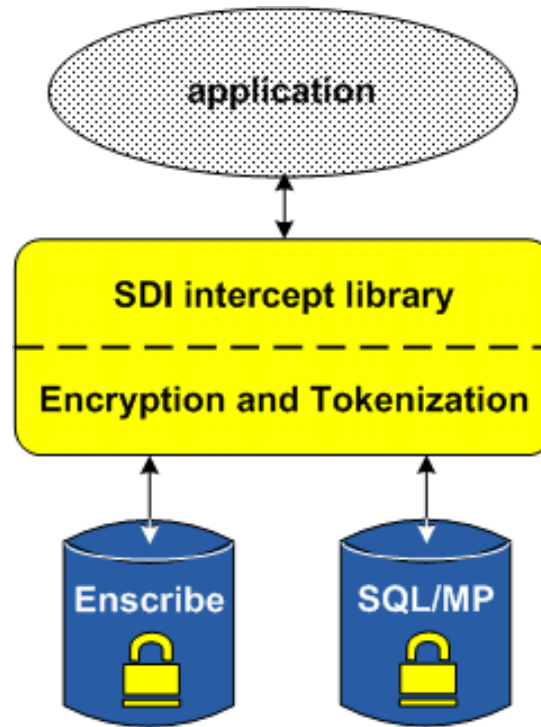 application
SDI intercept library
Encryption and Tokenization
Enscribe
SQL/MP